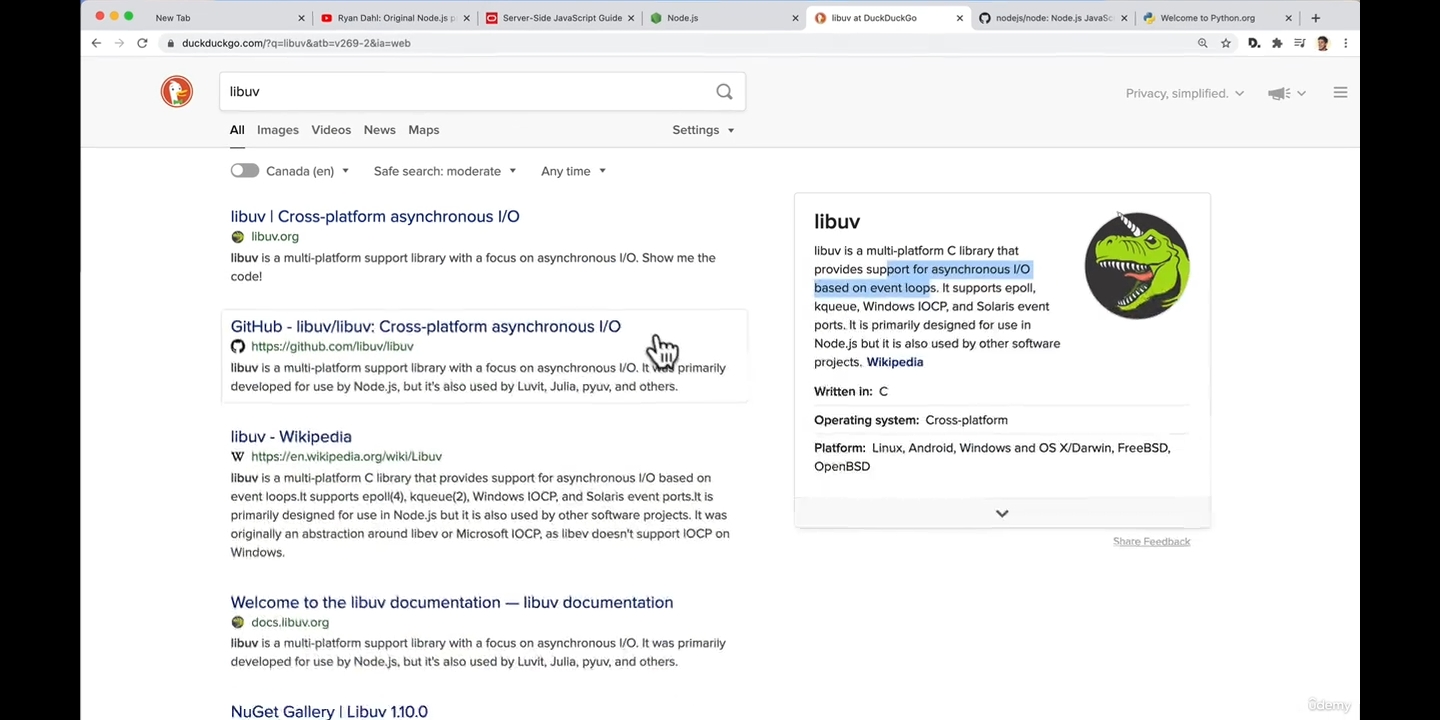 New Tab
Ryan Dahl: Original Node.js p
Server-Side JavaScript Guide
Node.js
libuv at DuckDuckGo
nodejs/node: Node.js JavaSc
Welcome to Python.org
duckduckgo.com/?q=libuv&atb=v269-2&ia=web
libuv
Privacy, simplified.
All Images Videos News Maps Settings
Canada (en) Safe search: moderate Any time
libuv | Cross-platform asynchronous I/O
libuv.org
libuv is a multi-platform support library with a focus on asynchronous I/O. Show me the
code!
GitHub - libuv/libuv: Cross-platform asynchronous I/O
https://github.com/libuv/libuv
libuv is a multi-platform support library with a focus on asynchronous I/O. It was primarily
developed for use by Node.js, but it's also used by Luvit, Julia, pyuv, and others.
libuv - Wikipedia
W https://en.wikipedia.org/wiki/Libuv
libuv is a multi-platform C library that provides support for asynchronous I/O based on
event loops.It supports epoll(4), kqueue(2), Windows IOCP, and Solaris event ports.It is
primarily designed for use in Node.js but it is also used by other software projects. It was
originally an abstraction around libev or Microsoft IOCP, as libev doesn't support IOCP on
Windows.
Welcome to the libuv documentation — libuv documentation
docs.libuv.org
libuv is a multi-platform support library with a focus on asynchronous I/O. It was primarily
developed for use by Node.js, but it's also used by Luvit, Julia, pyuv, and others.
NuGet Gallery | Libuv 1.10.0
libuv
libuv is a multi-platform C library that
provides support for asynchronous I/O
based on event loops. It supports epoll,
kqueue, Windows IOCP, and Solaris event
ports. It is primarily designed for use in
Node.js but it is also used by other software
projects. Wikipedia
Written in: C
Operating system: Cross-platform
Platform: Linux, Android, Windows and OS X/Darwin, FreeBSD,
OpenBSD
Share Feedback
ûdemy